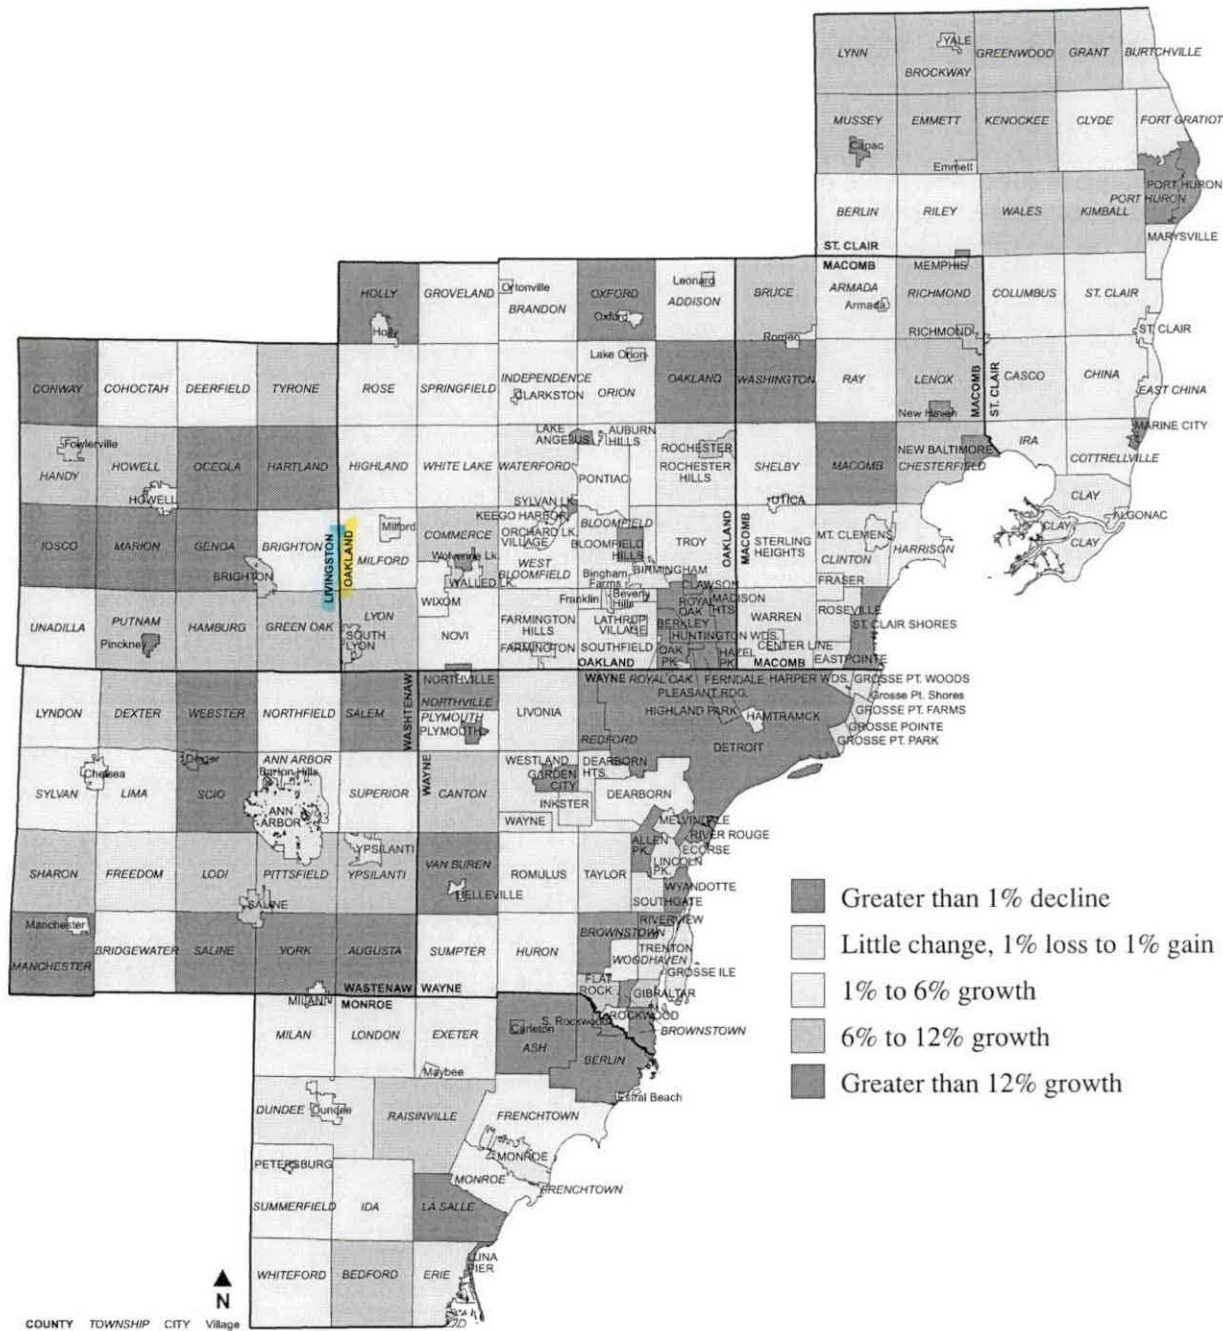 LYNN
YALE
BROCKWAY
GREENWOOD
GRANT
BURTCHVILLE
MUSSEY
Capac
EMMETT
Emmett
KENOCKEE
CLYDE
FORT GRATIOT
PORT HURON
PORT HURON
BERLIN
RILEY
WALES
KIMBALL
MARYSVILLE
ST. CLAIR
MACOMB
MEMPHIS
HOLLY
Holly
GROVELAND
Ortonville
BRANDON
OXFORD
Oxford
Leonard
ADDISON
BRUCE
Romeo
ARMADA
Armada
RICHMOND
RICHMOND
COLUMBUS
ST. CLAIR
ST. CLAIR
CONWAY
COHOCTAH
DEERFIELD
TYRONE
ROSE
SPRINGFIELD
INDEPENDENCE
CLARKSTON
Lake Orion
ORION
OAKLAND
WASHINGTON
RAY
LENOX
New Haven
MACOMB
ST. CLAIR
CASCO
CHINA
EAST CHINA
MARINE CITY
Fowlerville
HANDY
HOWELL
HOWELL
OCEOLA
HARTLAND
HIGHLAND
WHITE LAKE
WATERFORD
LAKE
ANGELUS
AUBURN
HILLS
PONTIAC
ROCHESTER
ROCHESTER
HILLS
SHELBY
UTICA
MACOMB
NEW BALTIMORE
CHESTERFIELD
IRA
COTTRELLVILLE
CLAY
ALGONAC
CLAY
CLAY
IOSCO
MARION
GENOA
BRIGHTON
BRIGHTON
LIVINGSTON
OAKLAND
Milford
MILFORD
COMMERCE
Wolverine Lk.
WALLED LK.
WIXOM
SYLVAN LK.
KEEGO HARBOR
ORCHARD LK.
VILLAGE
WEST
BLOOMFIELD
BLOOMFIELD
BLOOMFIELD
HILLS
BIRMINGHAM
Bingham
Farms
Franklin
Beverly
Hills
TROY
OAKLAND
MACOMB
STERLING
HEIGHTS
MT. CLEMENS
CLINTON
HARRISON
FRASER
CLAWSON
ROYAL
OAK
MADISON
HTS.
BERKLEY
HUNTINGTON WDS.
WARREN
CENTER LINE
ROSEVILLE
ST. CLAIR SHORES
EASTPOINTE
UNADILLA
PUTNAM
Pinckney
HAMBURG
GREEN OAK
LYON
SOUTH
LYON
NOVI
FARMINGTON
HILLS
FARMINGTON
LATHRUP
VILLAGE
SOUTHFIELD
OAK
PK.
HAZEL
PK.
OAKLAND
MACOMB
WAYNE
ROYAL OAK
FERNDALE
HARPER WDS.
GROSSE PT. WOODS
PLEASANT RDG.
Grosse Pt. Shores
HIGHLAND PARK
HAMTRAMCK
GROSSE PT. FARMS
GROSSE POINTE
GROSSE PT. PARK
DETROIT
REDFORD
LYNDON
DEXTER
WEBSTER
NORTHFIELD
SALEM
WASHTENAW
NORTHVILLE
NORTHVILLE
PLYMOUTH
PLYMOUTH
LIVONIA
SYLVAN
Chelsea
LIMA
Dexter
SCIO
ANN ARBOR
Barton Hills
ANN
ARBOR
SUPERIOR
WAYNE
CANTON
WESTLAND
GARDEN
CITY
DEARBORN
HTS.
INKSTER
WAYNE
DEARBORN
MELVINDALE
RIVER ROUGE
ECORSE
ALLEN
PK.
LINCOLN
PK.
SHARON
FREEDOM
LODI
PITTSFIELD
SALINE
YPSILANTI
YPSILANTI
VAN BUREN
BELLEVILLE
ROMULUS
TAYLOR
WYANDOTTE
SOUTHGATE
RIVERVIEW
Manchester
MANCHESTER
BRIDGEWATER
SALINE
YORK
AUGUSTA
SUMPTER
HURON
BROWNSTOWN
TRENTON
WOODHAVEN
GROSSE ILE
FLAT
ROCK
GIBRALTAR
ROCKWOOD
BROWNSTOWN
WASTENAW
WAYNE
MONROE
MILAN
MILAN
LONDON
EXETER
Maybee
Carleton
ASH
S. Rockwood
BERLIN
Estral Beach
DUNDEE
Dundee
RAISINVILLE
FRENCHTOWN
MONROE
MONROE
FRENCHTOWN
PETERSBURG
SUMMERFIELD
IDA
LA SALLE
WHITEFORD
BEDFORD
ERIE
LUNA
PIER
Greater than 1% decline
Little change, 1% loss to 1% gain
1% to 6% growth
6% to 12% growth
Greater than 12% growth
N
COUNTY TOWNSHIP CITY Village